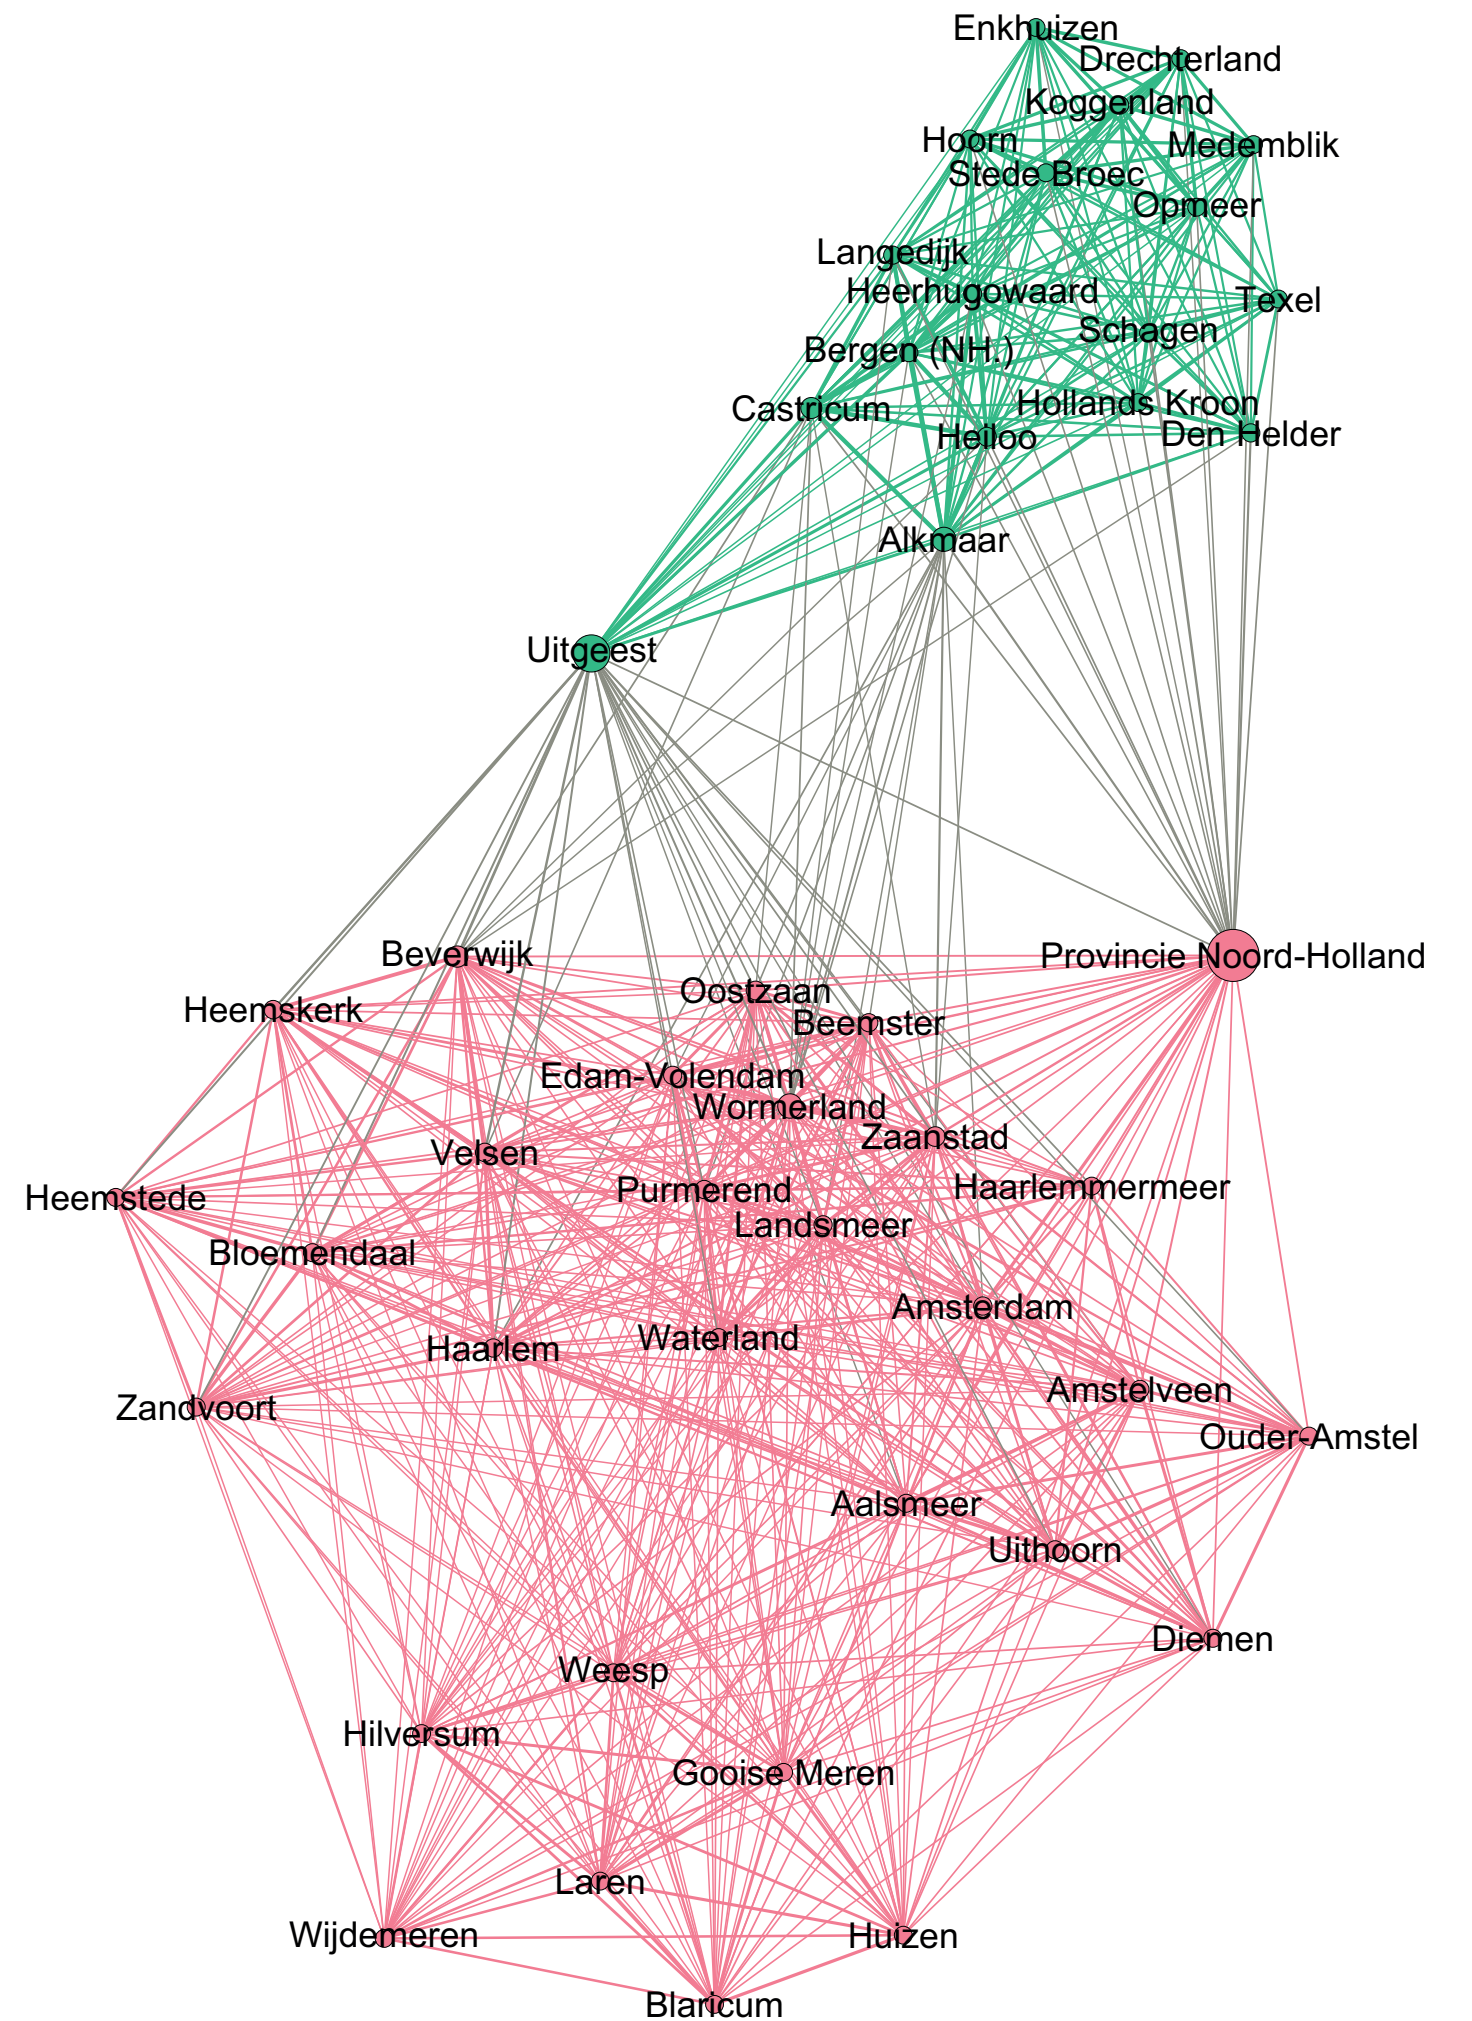 Enkhuizen
Drechterland
Koggenland
Hoorn
Medemblik
Stede Broec
Opmeer
Langedijk
Heerhugowaard
Texel
Schagen
Bergen (NH.)
Castricum
Hollands Kroon
Heiloo
Den Helder
Alkmaar
Uitgeest
Beverwijk
Provincie Noord-Holland
Oostzaan
Heemskerk
Beemster
Edam-Volendam
Wormerland
Zaanstad
Velsen
Purmerend
Haarlemmermeer
Heemstede
Landsmeer
Bloemendaal
Amsterdam
Waterland
Haarlem
Amstelveen
Zandvoort
Ouder-Amstel
Aalsmeer
Uithoorn
Diemen
Weesp
Hilversum
Gooise Meren
Laren
Wijdemeren
Huizen
Blaricum